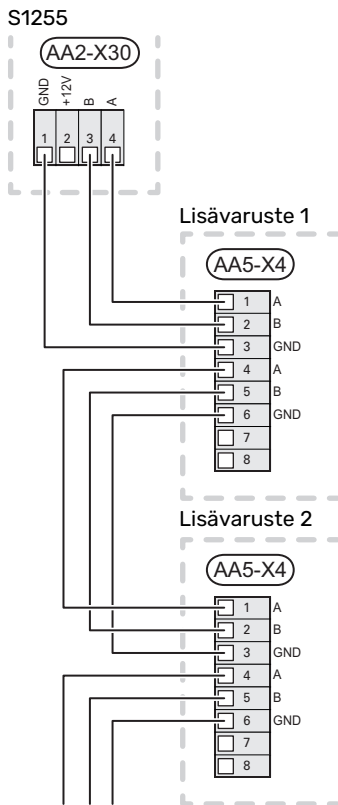 S1255
AA2-X30
GND +12V B A
1 2 3 4
Lisävaruste 1
AA5-X4
1 A
2 B
3 GND
4 A
5 B
6 GND
7
8
Lisävaruste 2
AA5-X4
1 A
2 B
3 GND
4 A
5 B
6 GND
7
8